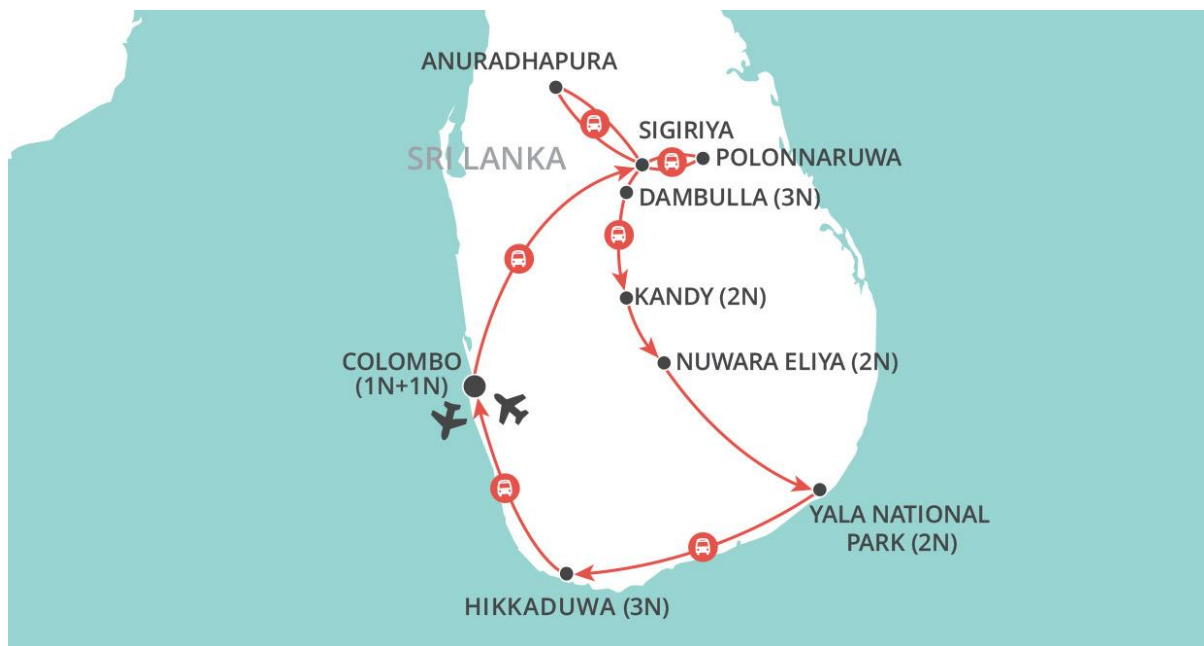 ANURADHAPURA
SIGIRIYA
SRI LANKA
POLONNARUWA
DAMBULLA (3N)
KANDY (2N)
COLOMBO
(1N+1N)
NUWARA ELIYA (2N)
YALA NATIONAL
PARK (2N)
HIKKADUWA (3N)